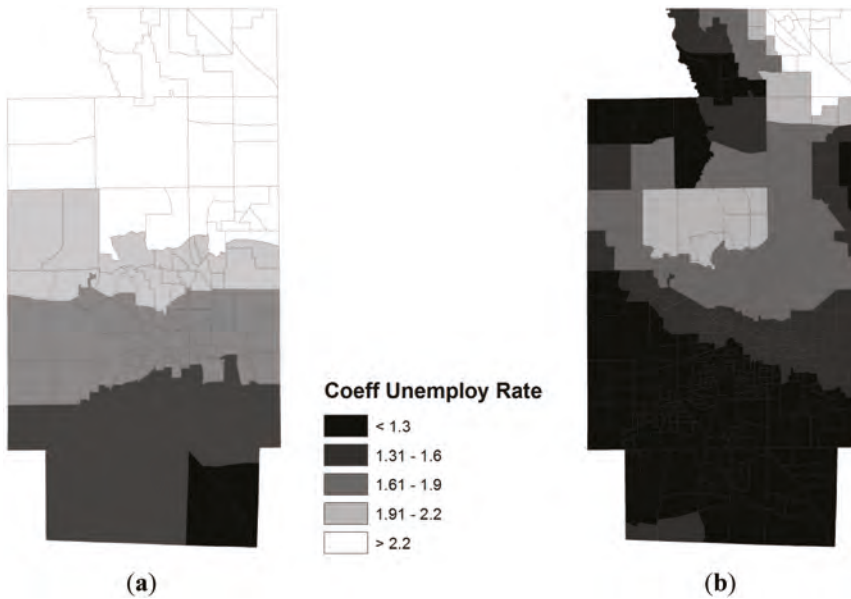 Coeff Unemploy Rate
< 1.3
1.31 - 1.6
1.61 - 1.9
1.91 - 2.2
> 2.2
(a)
(b)